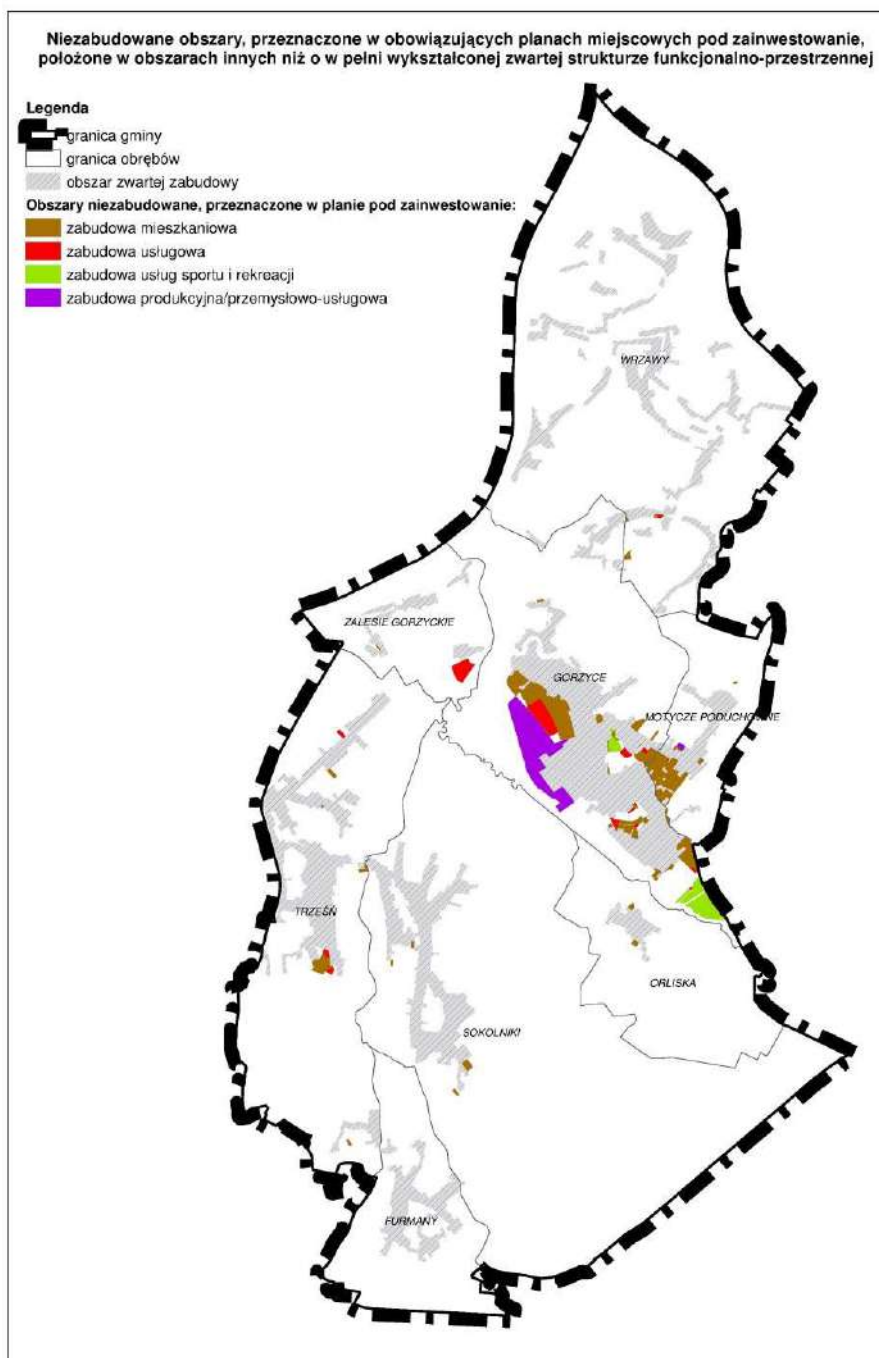 Niezabudowane obszary, przeznaczone w obowiązujących planach miejscowych pod zainwestowanie,
położone w obszarach innych niż o w pełni wykształconej zwartej strukturze funkcjonalno-przestrzennej
Legenda
granica gminy
granica obrębów
obszar zwartej zabudowy
Obszary niezabudowane, przeznaczone w planie pod zainwestowanie:
zabudowa mieszkaniowa
zabudowa usługowa
zabudowa usług sportu i rekreacji
zabudowa produkcyjna/przemysłowo-usługowa
WRZAWY
ZALESIE GORZYCKIE
GORZYCE
MOTYCZE PODUCHOWNE
TRZEŚŃ
ORLISKA
SOKOLNIKI
FURMANY